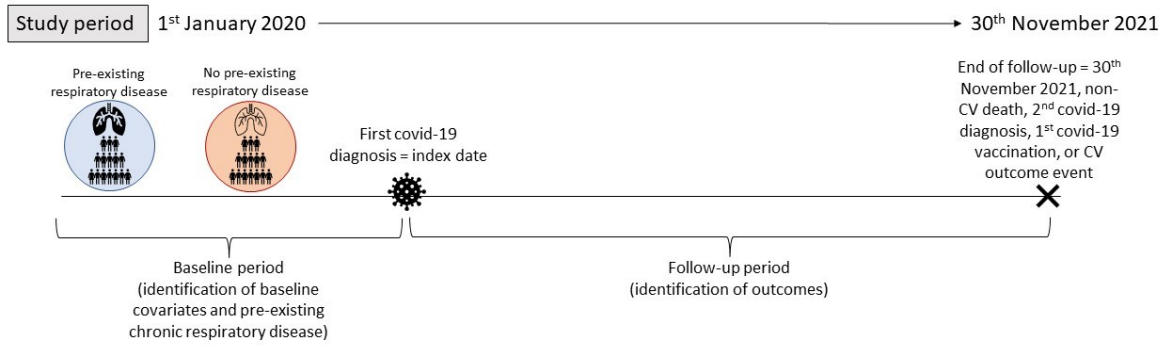 Study period 1st January 2020 30th November 2021
Pre-existing
respiratory disease
No pre-existing
respiratory disease
First covid-19
diagnosis = index date
End of follow-up = 30th
November 2021, non-
CV death, 2nd covid-19
diagnosis, 1st covid-19
vaccination, or CV
outcome event
Baseline period
(identification of baseline
covariates and pre-existing
chronic respiratory disease)
Follow-up period
(identification of outcomes)